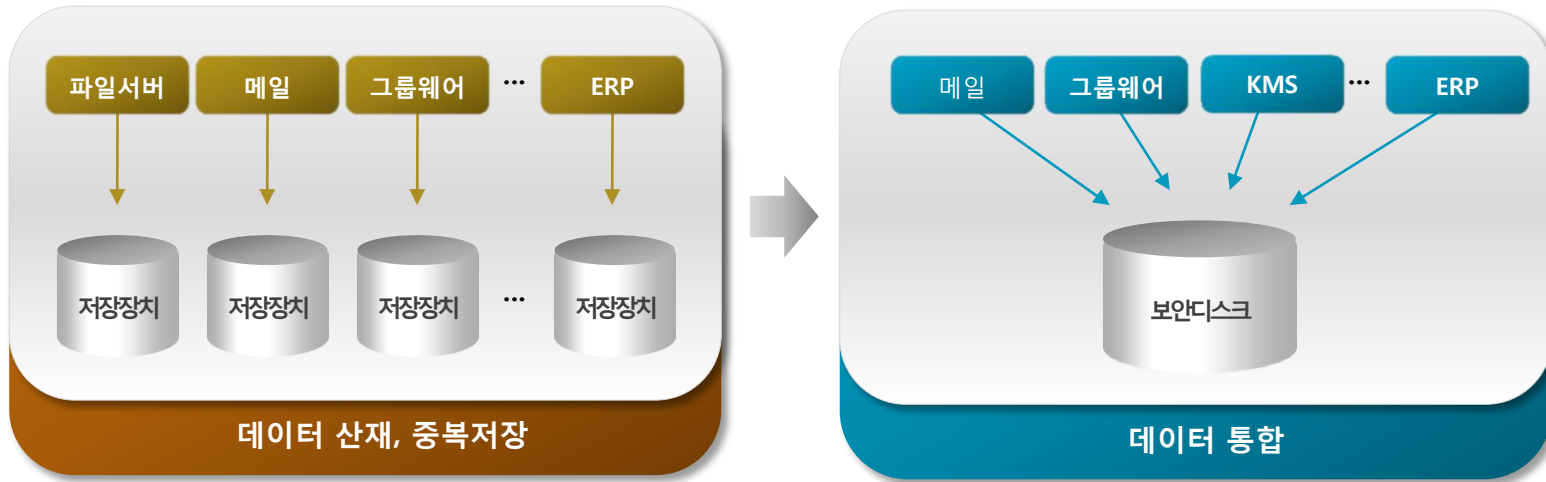 파일서버 메일 그룹웨어 ... ERP
저장장치 저장장치 저장장치 ... 저장장치
데이터 산재, 중복저장
메일 그룹웨어 KMS ... ERP
보안디스크
데이터 통합